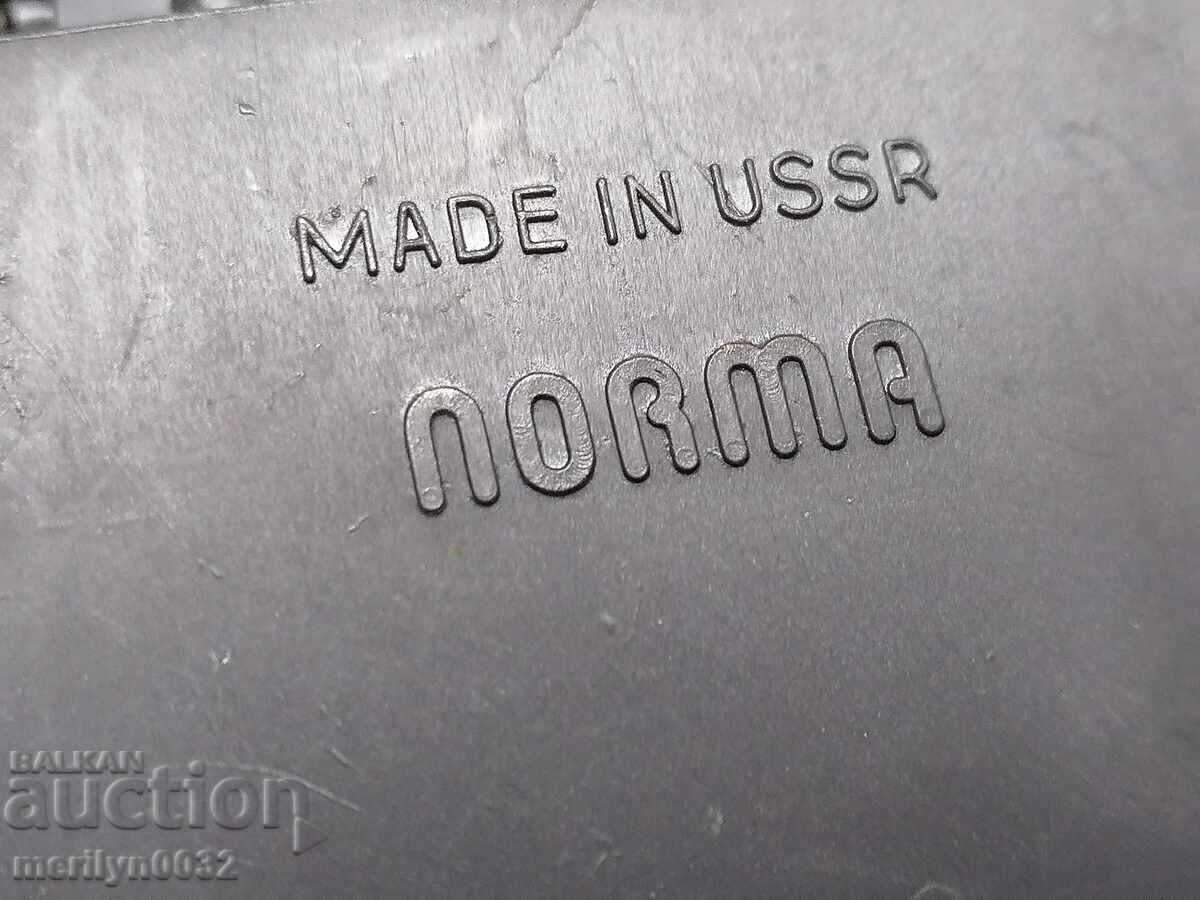 MADE IN USSR
NORMA
BALKAN
auction
merilyn0032